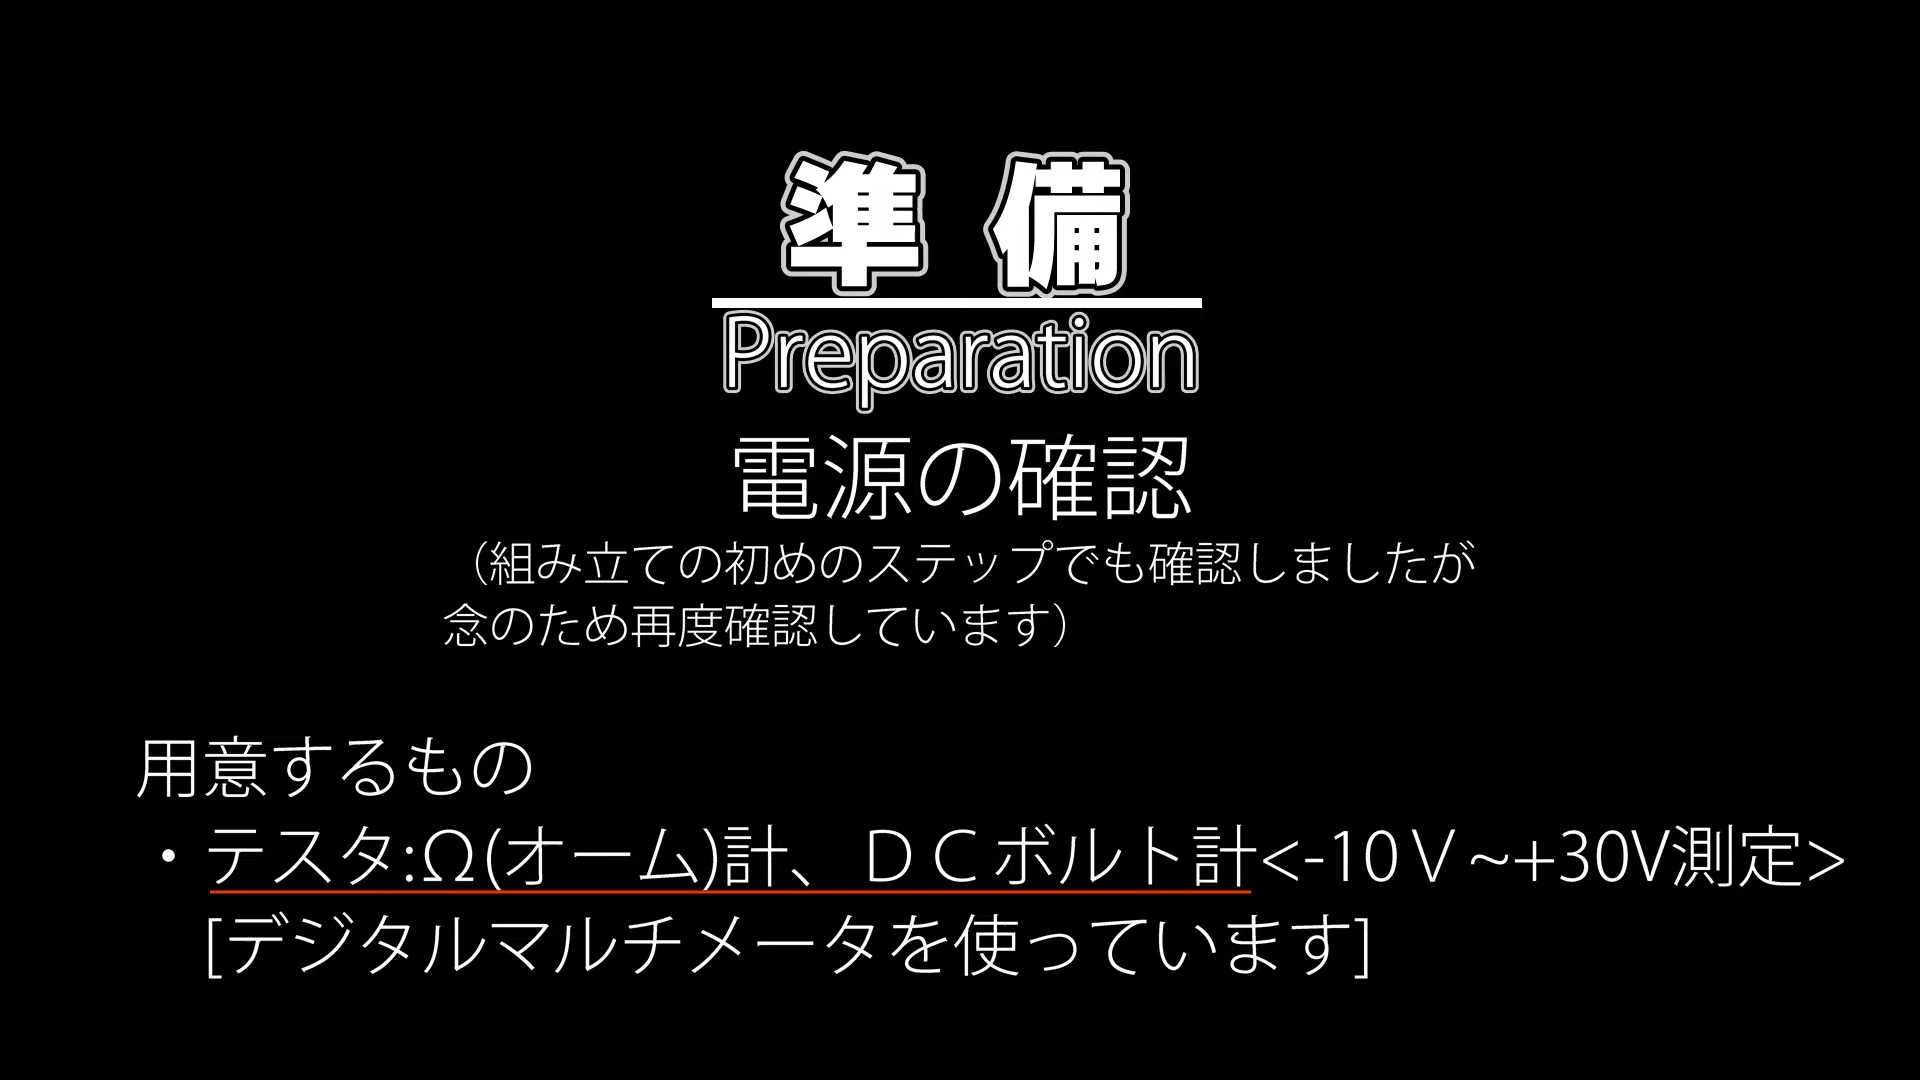 準 備
Preparation
電源の確認
（組み立ての初めのステップでも確認しましたが
念のため再度確認しています）
用意するもの
・テスタ:Ω(オーム)計、ＤＣボルト計<-10Ｖ~+30V測定>
[デジタルマルチメータを使っています]